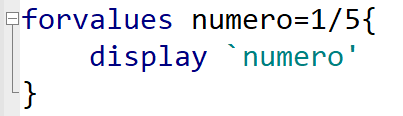 forvalues numero=1/5{
    display `numero'
}